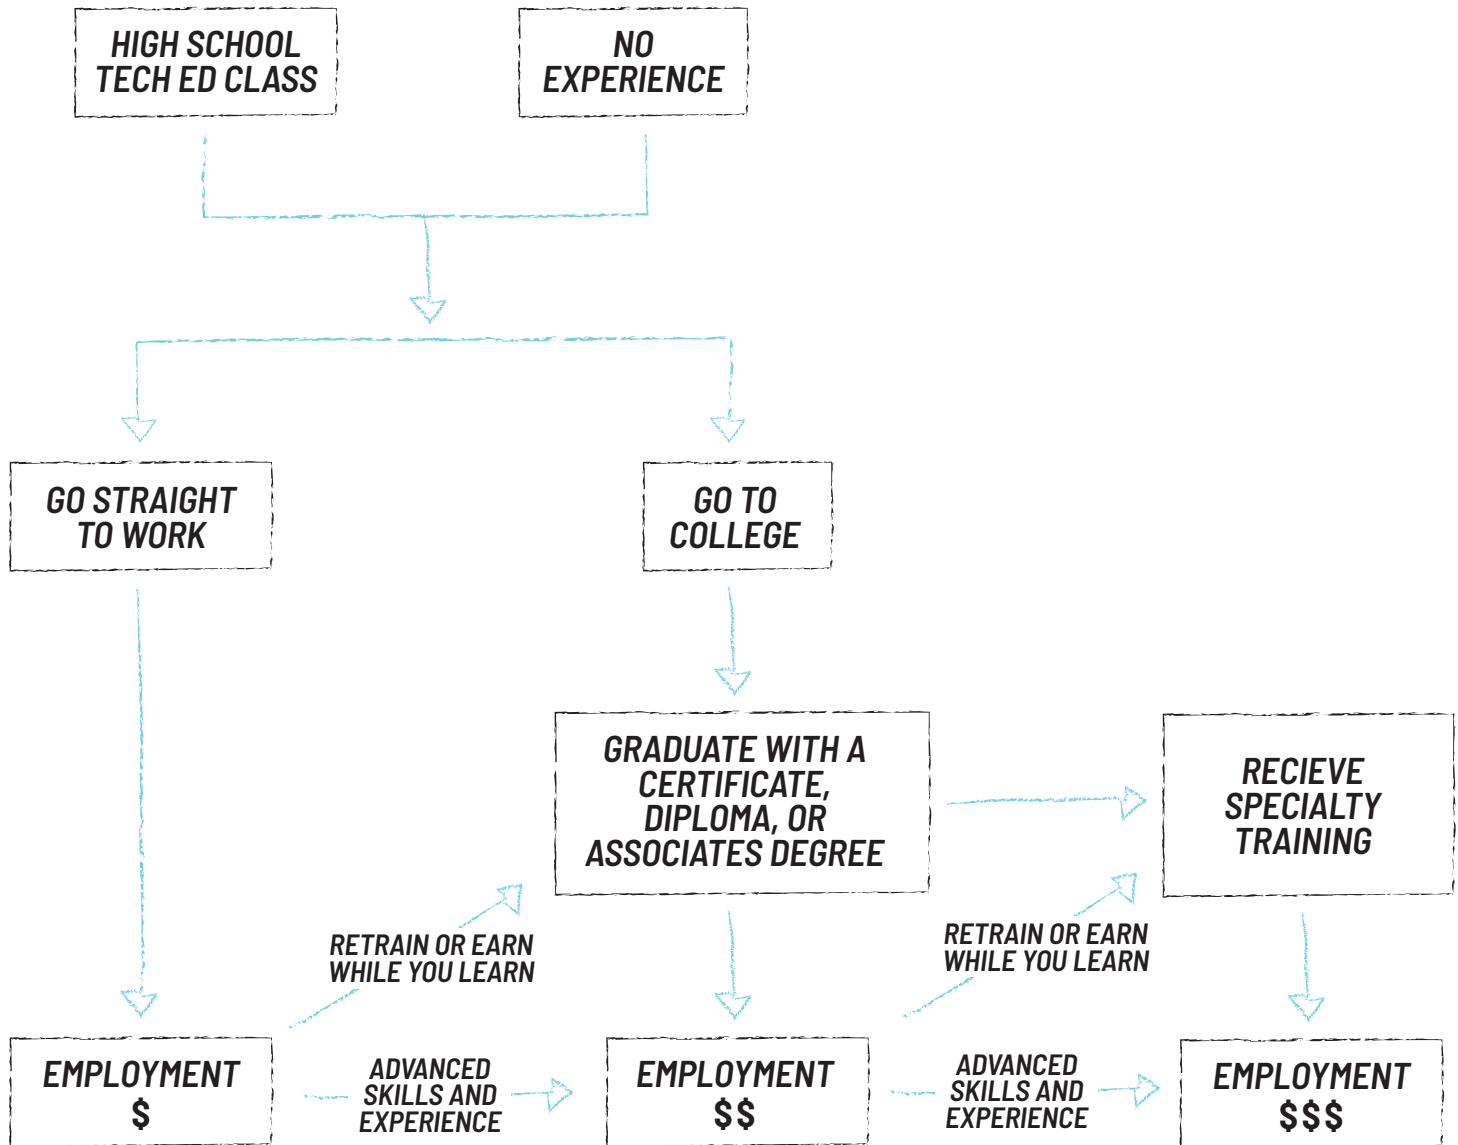 HIGH SCHOOL
TECH ED CLASS
NO
EXPERIENCE
GO STRAIGHT
TO WORK
GO TO
COLLEGE
GRADUATE WITH A
CERTIFICATE,
DIPLOMA, OR
ASSOCIATES DEGREE
RECIEVE
SPECIALTY
TRAINING
RETRAIN OR EARN
WHILE YOU LEARN
RETRAIN OR EARN
WHILE YOU LEARN
EMPLOYMENT
$
ADVANCED
SKILLS AND
EXPERIENCE
EMPLOYMENT
$$
ADVANCED
SKILLS AND
EXPERIENCE
EMPLOYMENT
$$$